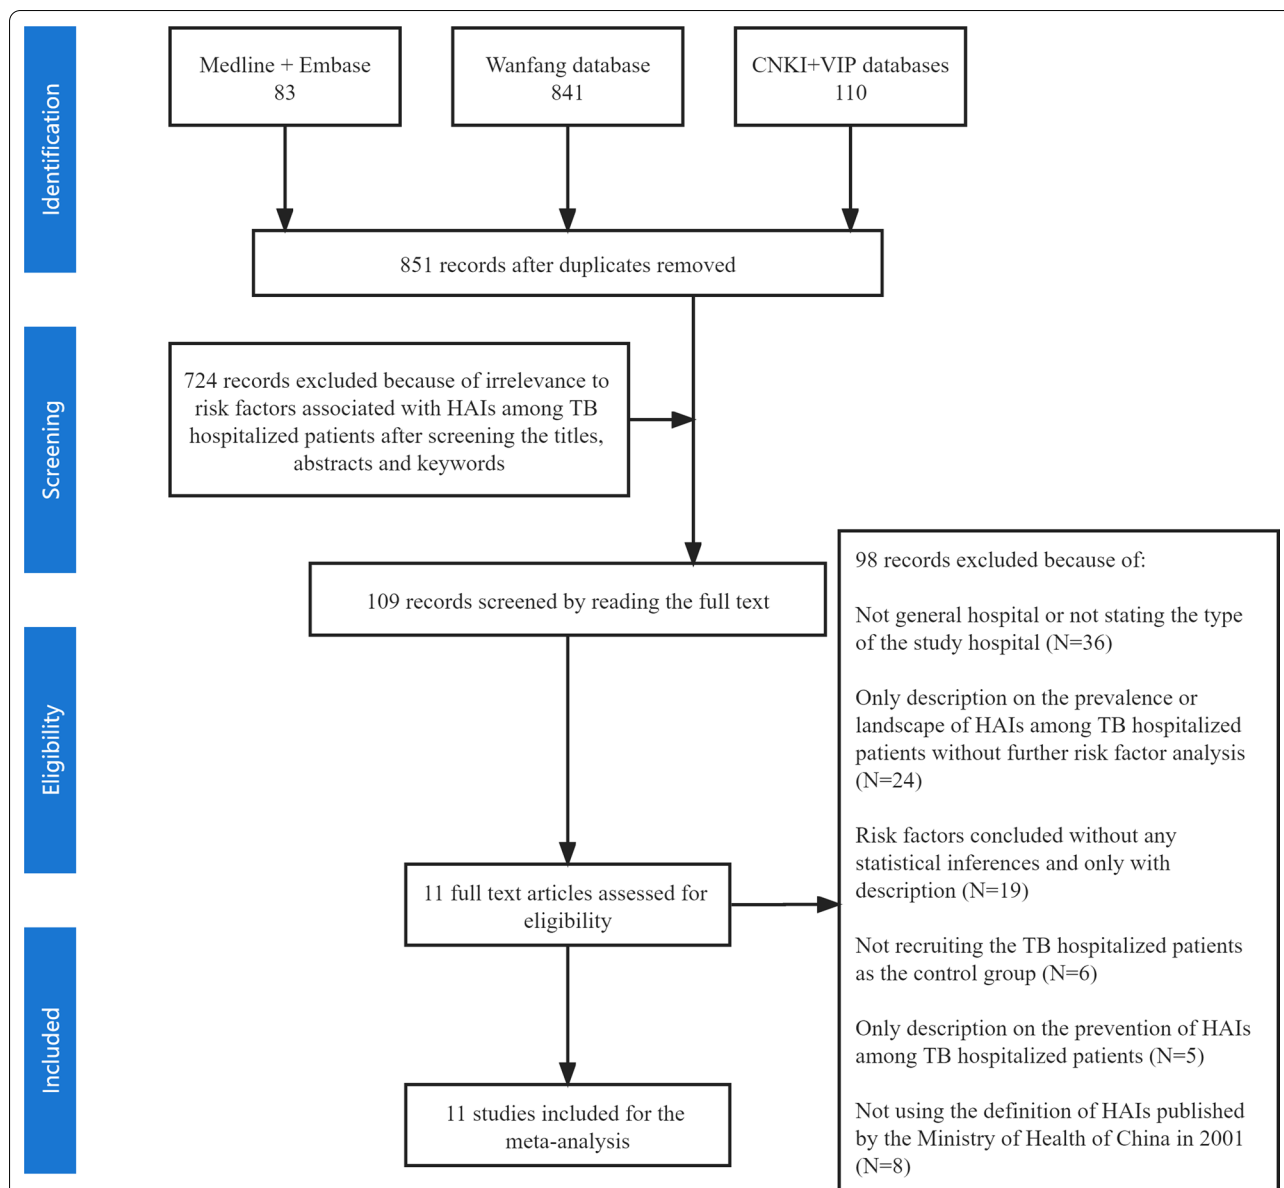 Identification
Medline + Embase
83
Wanfang database
841
CNKI+VIP databases
110
851 records after duplicates removed
Screening
724 records excluded because of irrelevance to
risk factors associated with HAIs among TB
hospitalized patients after screening the titles,
abstracts and keywords
109 records screened by reading the full text
Eligibility
11 full text articles assessed for
eligibility
98 records excluded because of:
Not general hospital or not stating the type
of the study hospital (N=36)
Only description on the prevalence or
landscape of HAIs among TB hospitalized
patients without further risk factor analysis
(N=24)
Risk factors concluded without any
statistical inferences and only with
description (N=19)
Not recruiting the TB hospitalized patients
as the control group (N=6)
Only description on the prevention of HAIs
among TB hospitalized patients (N=5)
Not using the definition of HAIs published
by the Ministry of Health of China in 2001
(N=8)
Included
11 studies included for the
meta-analysis